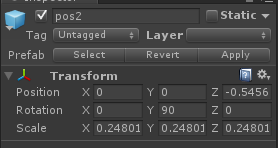 pos2 Static
Tag Untagged Layer
Prefab Select Revert Apply
Transform
Position X 0 Y 0 Z -0.5456
Rotation X 0 Y 90 Z 0
Scale X 0.24801 Y 0.24801 Z 0.24801